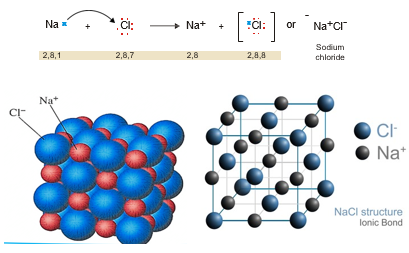 Na + Cl: → Na⁺ + [Cl:]⁻ or Na⁺Cl⁻
2,8,1 2,8,7 2,8 2,8,8 Sodium
chloride
Na⁺
Cl⁻
Cl⁻
Na⁺
NaCl structure
Ionic Bond